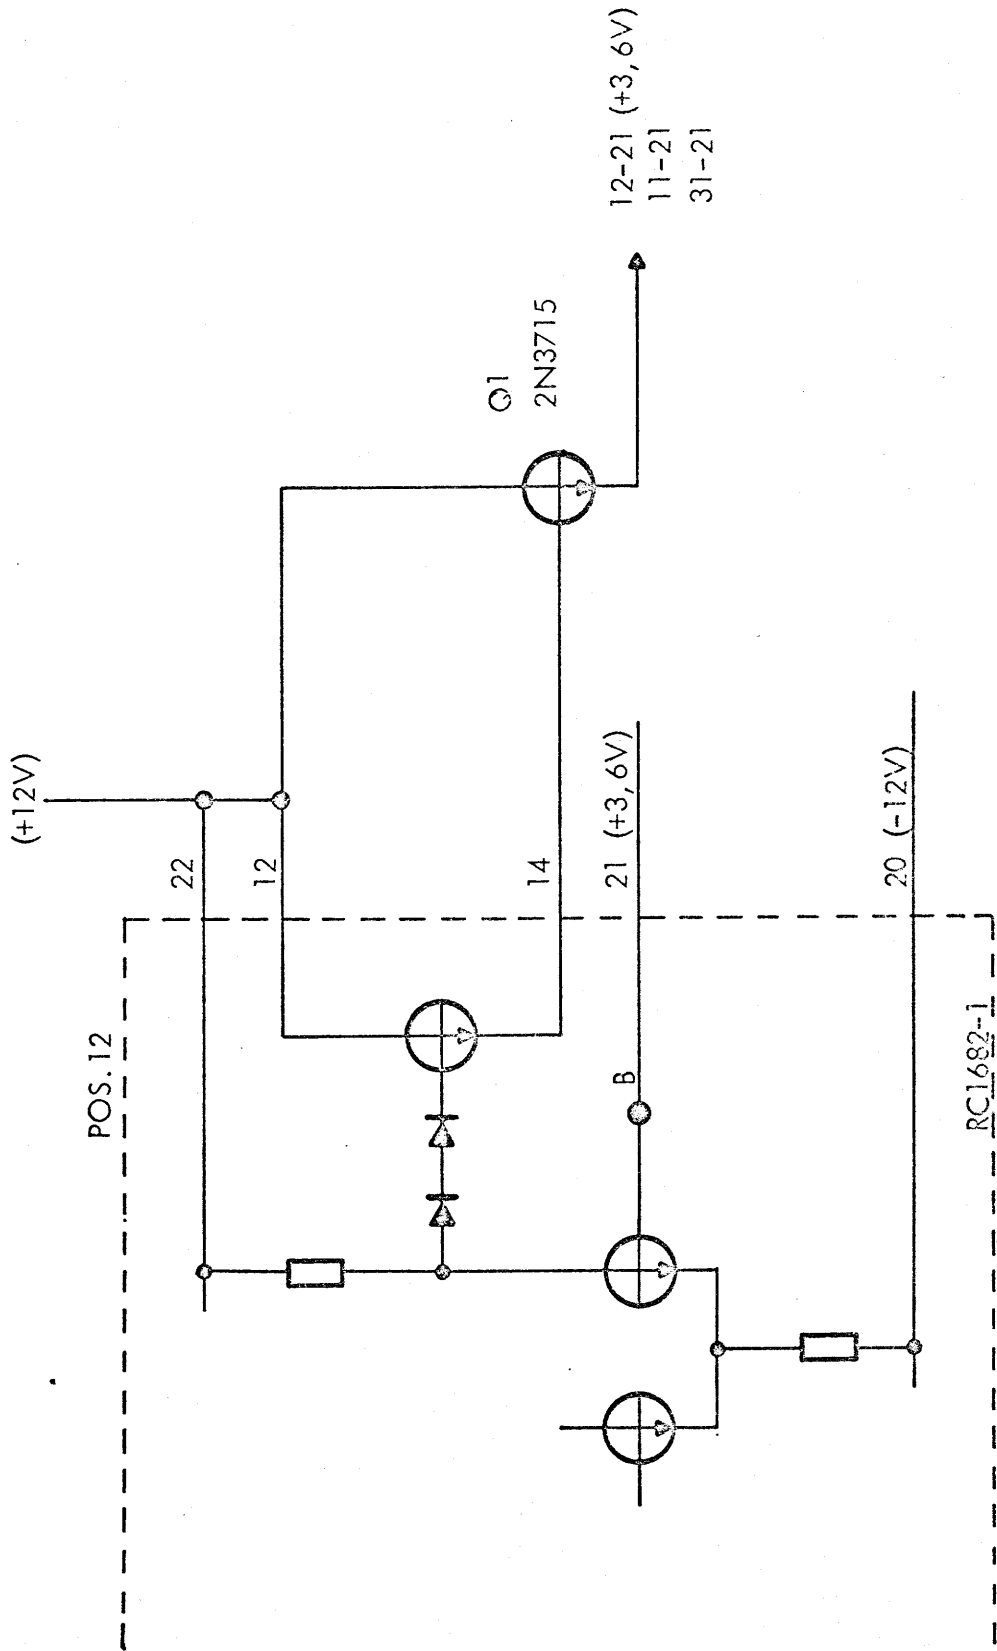 (+12V)
POS.12
22
12
14
21 (+3,6V)
20 (-12V)
B
RC1682-1
Q1
2N3715
12-21 (+3,6V)
11-21
31-21